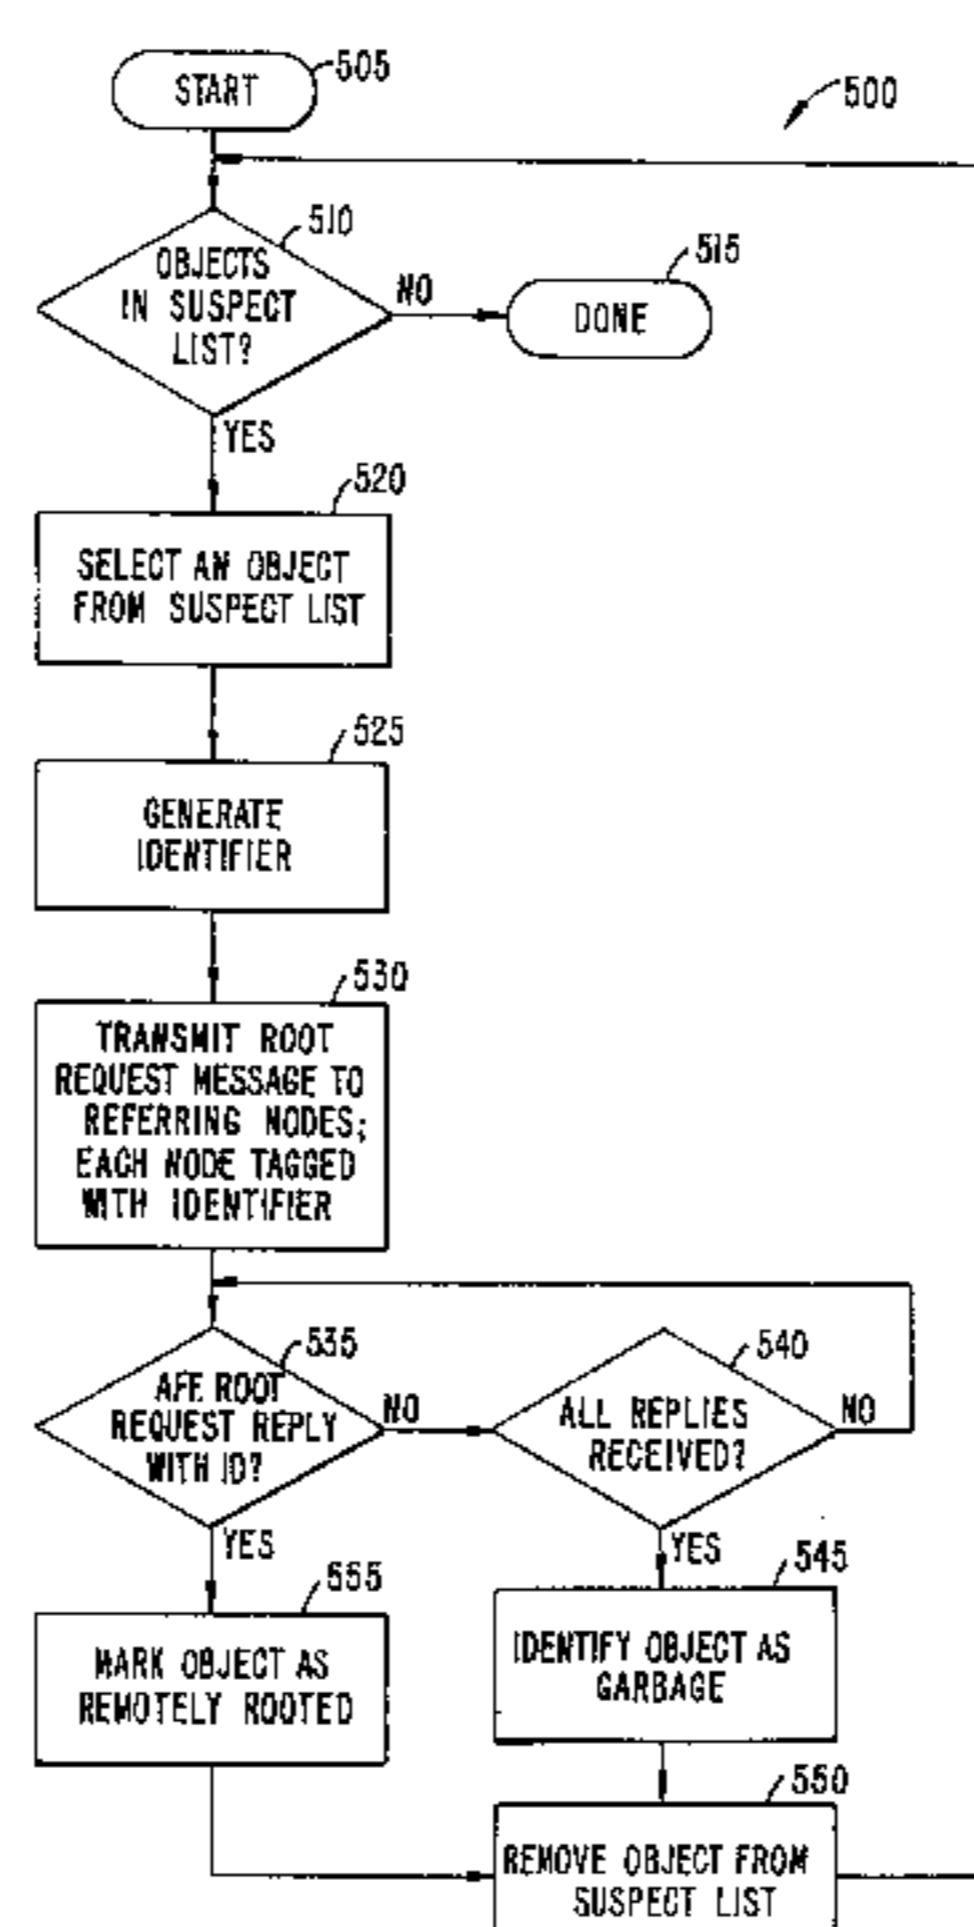 START
505
500
510
OBJECTS
IN SUSPECT
LIST?
NO
515
DONE
YES
520
SELECT AN OBJECT
FROM SUSPECT LIST
525
GENERATE
IDENTIFIER
530
TRANSMIT ROOT
REQUEST MESSAGE TO
REFERRING NODES;
EACH NODE TAGGED
WITH IDENTIFIER
535
AFE ROOT
REQUEST REPLY
WITH ID?
NO
540
ALL REPLIES
RECEIVED?
NO
YES
555
MARK OBJECT AS
REMOTELY ROOTED
YES
545
IDENTIFY OBJECT AS
GARBAGE
550
REMOVE OBJECT FROM
SUSPECT LIST